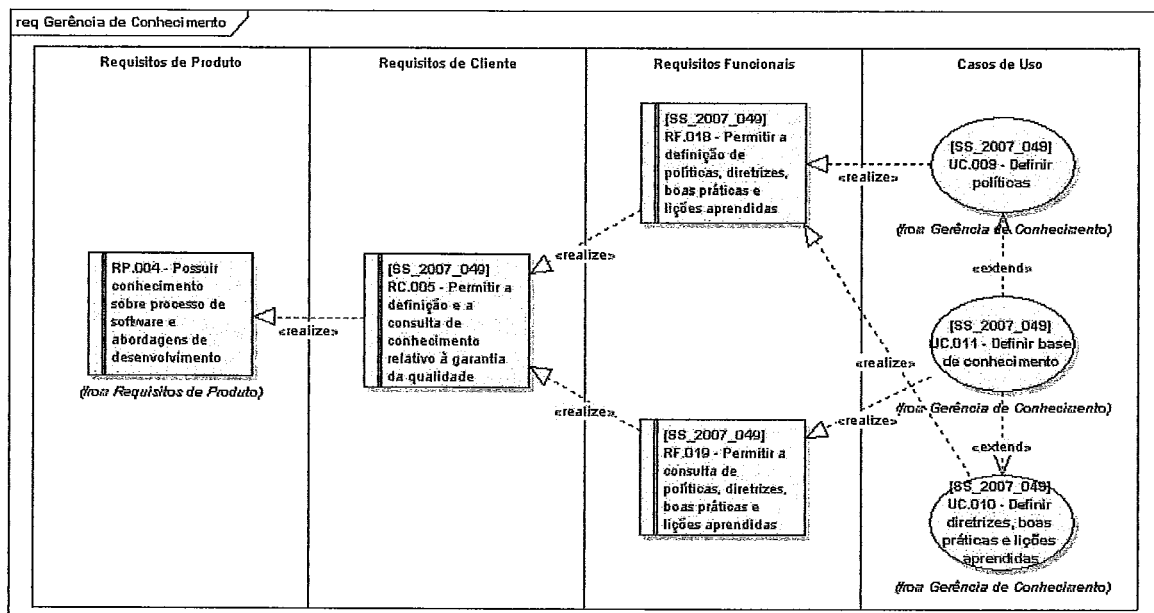 req Gerência de Conhecimento
Requisitos de Produto
Requisitos de Cliente
Requisitos Funcionais
Casos de Uso
RP.004 - Possuir
conhecimento
sobre processo de
software e
abordagens de
desenvolvimento
(from Requisitos de Produto)
«realize»
[SS_2007_049]
RC.005 - Permitir a
definição e a
consulta de
conhecimento
relativo à garantia
da qualidade
«realize»
«realize»
[SS_2007_049]
RF.018 - Permitir a
definição de
políticas, diretrizes,
boas práticas e
lições aprendidas
[SS_2007_049]
RF.019 - Permitir a
consulta de
políticas, diretrizes,
boas práticas e
lições aprendidas
«realize»
«realize»
«realize»
[SS_2007_049]
UC.009 - Definir
políticas
(from Gerência de Conhecimento)
«extend»
[SS_2007_049]
UC.011 - Definir base
de conhecimento
(from Gerência de Conhecimento)
«extend»
[SS_2007_049]
UC.010 - Definir
diretrizes, boas
práticas e lições
aprendidas
(from Gerência de Conhecimento)